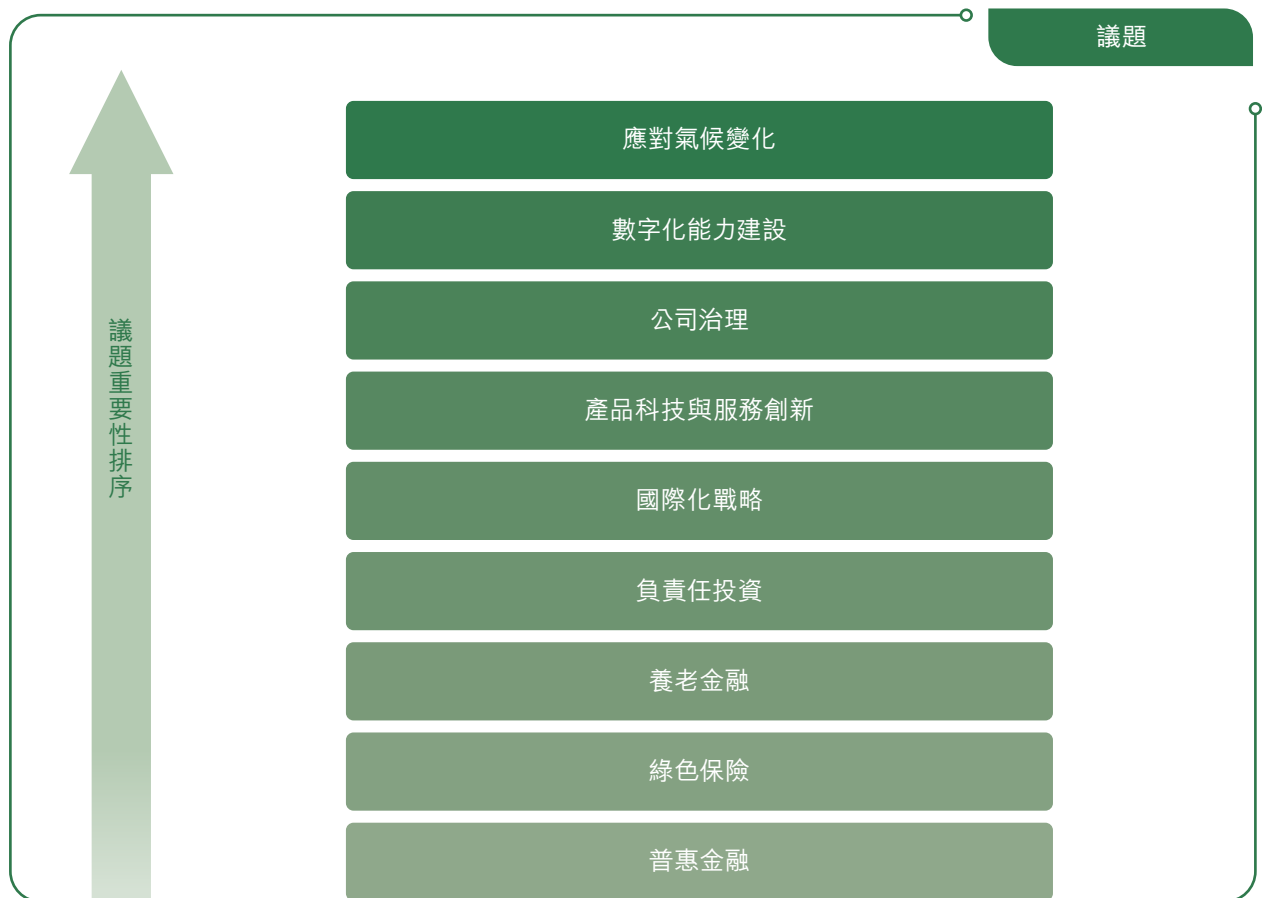 議題
應對氣候變化
數字化能力建設
公司治理
產品科技與服務創新
國際化戰略
負責任投資
養老金融
綠色保險
普惠金融
議題重要性排序